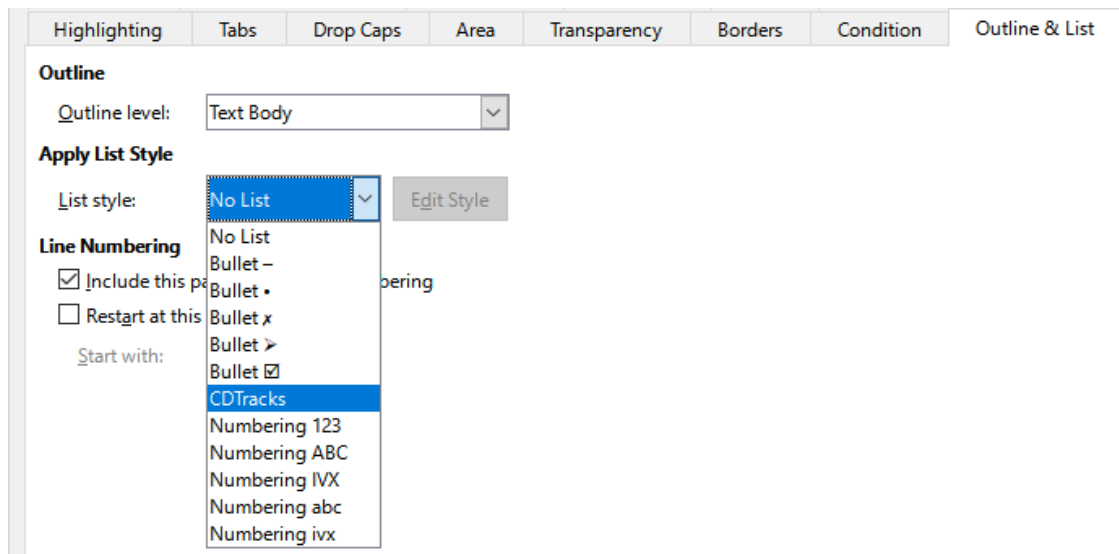 Highlighting Tabs Drop Caps Area Transparency Borders Condition Outline & List
Outline
Outline level: Text Body
Apply List Style
List style: No List Edit Style
No List
Line Numbering
Bullet –
Include this pa bering
Bullet •
Restart at this Bullet ✗
Bullet ➢
Start with:
Bullet ☑
CDTracks
Numbering 123
Numbering ABC
Numbering IVX
Numbering abc
Numbering ivx